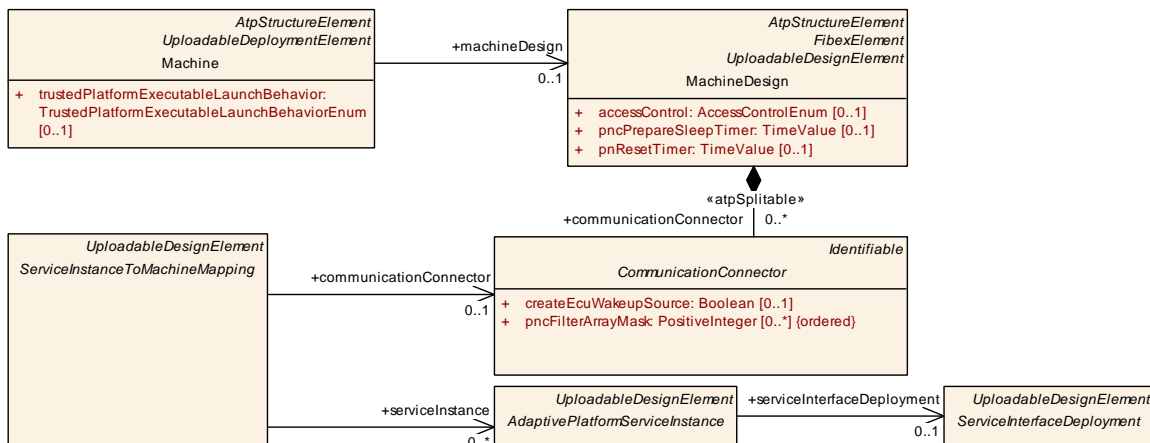 AtpStructureElement
UploadableDeploymentElement
Machine
+ trustedPlatformExecutableLaunchBehavior:
TrustedPlatformExecutableLaunchBehaviorEnum
[0..1]
+machineDesign
0..1
AtpStructureElement
FibexElement
UploadableDesignElement
MachineDesign
+ accessControl: AccessControlEnum [0..1]
+ pncPrepareSleepTimer: TimeValue [0..1]
+ pnResetTimer: TimeValue [0..1]
«atpSplitable»
+communicationConnector 0..*
UploadableDesignElement
ServiceInstanceToMachineMapping
+communicationConnector
0..1
Identifiable
CommunicationConnector
+ createEcuWakeupSource: Boolean [0..1]
+ pncFilterArrayMask: PositiveInteger [0..*] {ordered}
+serviceInstance
0..*
UploadableDesignElement
AdaptivePlatformServiceInstance
+serviceInterfaceDeployment
0..1
UploadableDesignElement
ServiceInterfaceDeployment